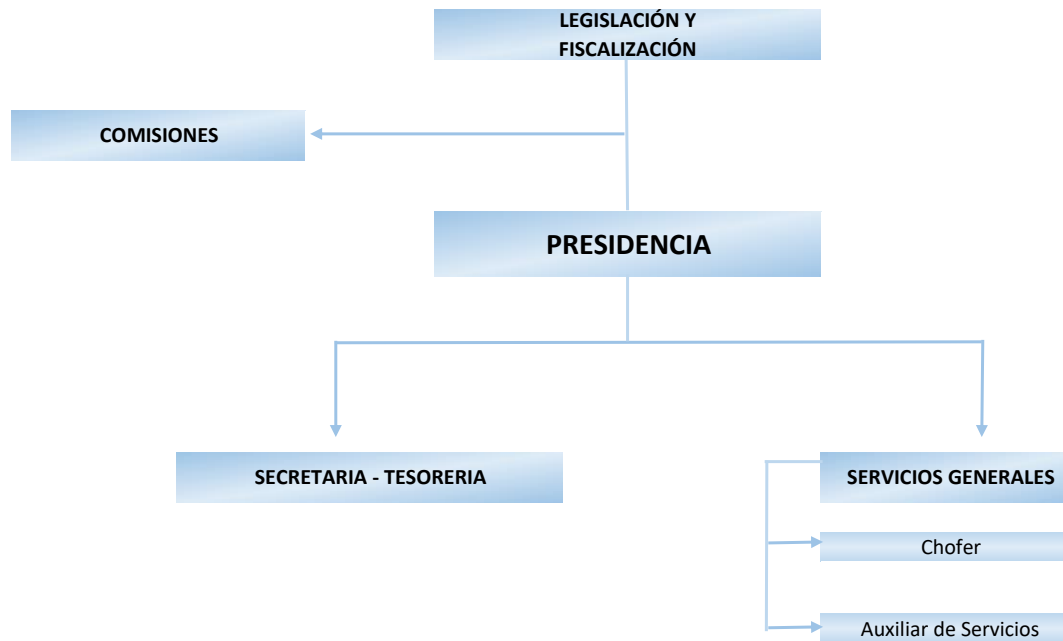 LEGISLACIÓN Y
FISCALIZACIÓN
COMISIONES
PRESIDENCIA
SECRETARIA - TESORERIA
SERVICIOS GENERALES
Chofer
Auxiliar de Servicios